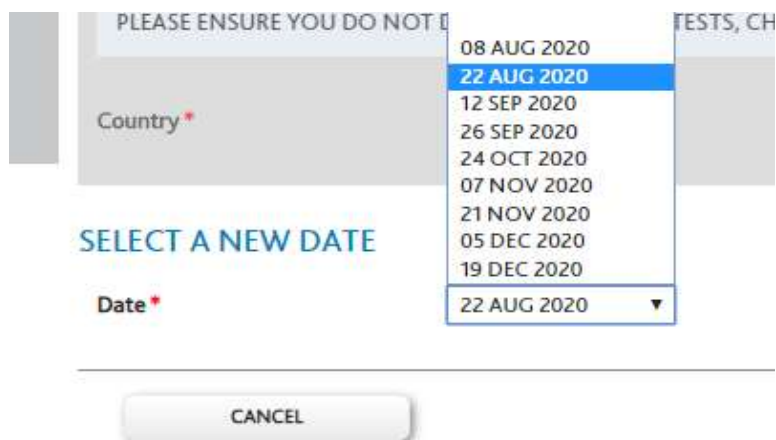 PLEASE ENSURE YOU DO NOT TESTS, CH
08 AUG 2020
22 AUG 2020
12 SEP 2020
Country *
26 SEP 2020
24 OCT 2020
07 NOV 2020
21 NOV 2020
05 DEC 2020
19 DEC 2020
SELECT A NEW DATE
Date *
22 AUG 2020
CANCEL